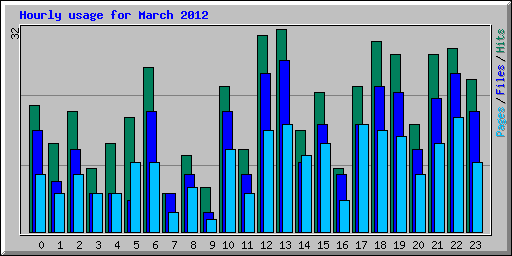 Hourly usage for March 2012
32
Pages / Files / Hits
0 1 2 3 4 5 6 7 8 9 10 11 12 13 14 15 16 17 18 19 20 21 22 23